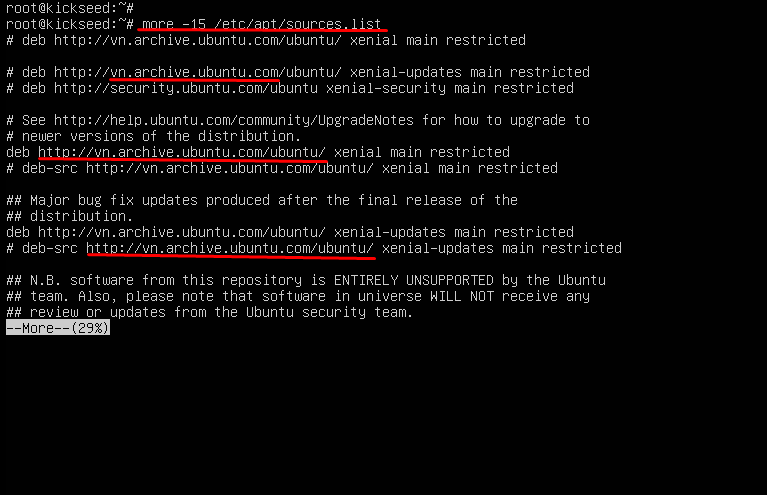 root@kickseed:~#
root@kickseed:~# more -15 /etc/apt/sources.list
# deb http://vn.archive.ubuntu.com/ubuntu/ xenial main restricted
# deb http://vn.archive.ubuntu.com/ubuntu/ xenial-updates main restricted
# deb http://security.ubuntu.com/ubuntu xenial-security main restricted
# See http://help.ubuntu.com/community/UpgradeNotes for how to upgrade to
# newer versions of the distribution.
deb http://vn.archive.ubuntu.com/ubuntu/ xenial main restricted
# deb-src http://vn.archive.ubuntu.com/ubuntu/ xenial main restricted
## Major bug fix updates produced after the final release of the
## distribution.
deb http://vn.archive.ubuntu.com/ubuntu/ xenial-updates main restricted
# deb-src http://vn.archive.ubuntu.com/ubuntu/ xenial-updates main restricted
## N.B. software from this repository is ENTIRELY UNSUPPORTED by the Ubuntu
## team. Also, please note that software in universe WILL NOT receive any
## review or updates from the Ubuntu security team.
--More--(29%)